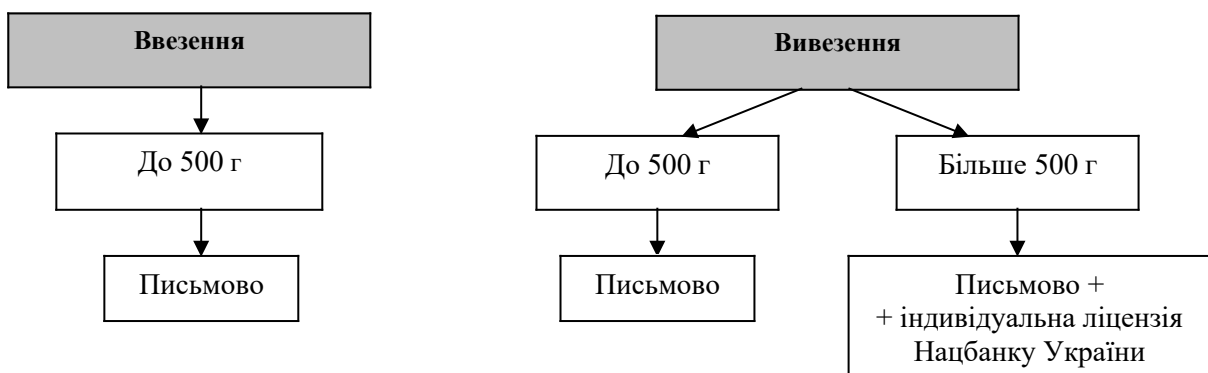 Ввезення
Вивезення
До 500 г
До 500 г
Більше 500 г
Письмово
Письмово
Письмово +
+ індивідуальна ліцензія
Нацбанку України